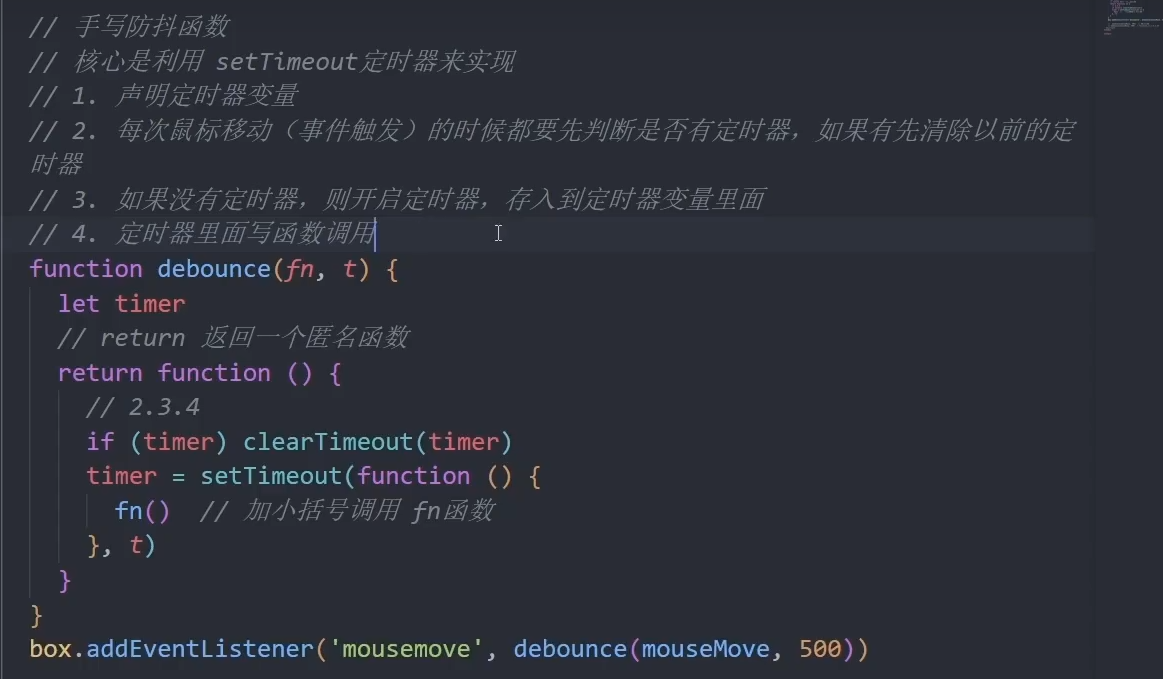 // 手写防抖函数
// 核心是利用 setTimeout定时器来实现
// 1. 声明定时器变量
// 2. 每次鼠标移动（事件触发）的时候都要先判断是否有定时器，如果有先清除以前的定
时器
// 3. 如果没有定时器，则开启定时器，存入到定时器变量里面
// 4. 定时器里面写函数调用
function debounce(fn, t) {
  let timer
  // return 返回一个匿名函数
  return function () {
    // 2.3.4
    if (timer) clearTimeout(timer)
    timer = setTimeout(function () {
      fn()  // 加小括号调用 fn函数
    }, t)
  }
}
box.addEventListener('mousemove', debounce(mouseMove, 500))